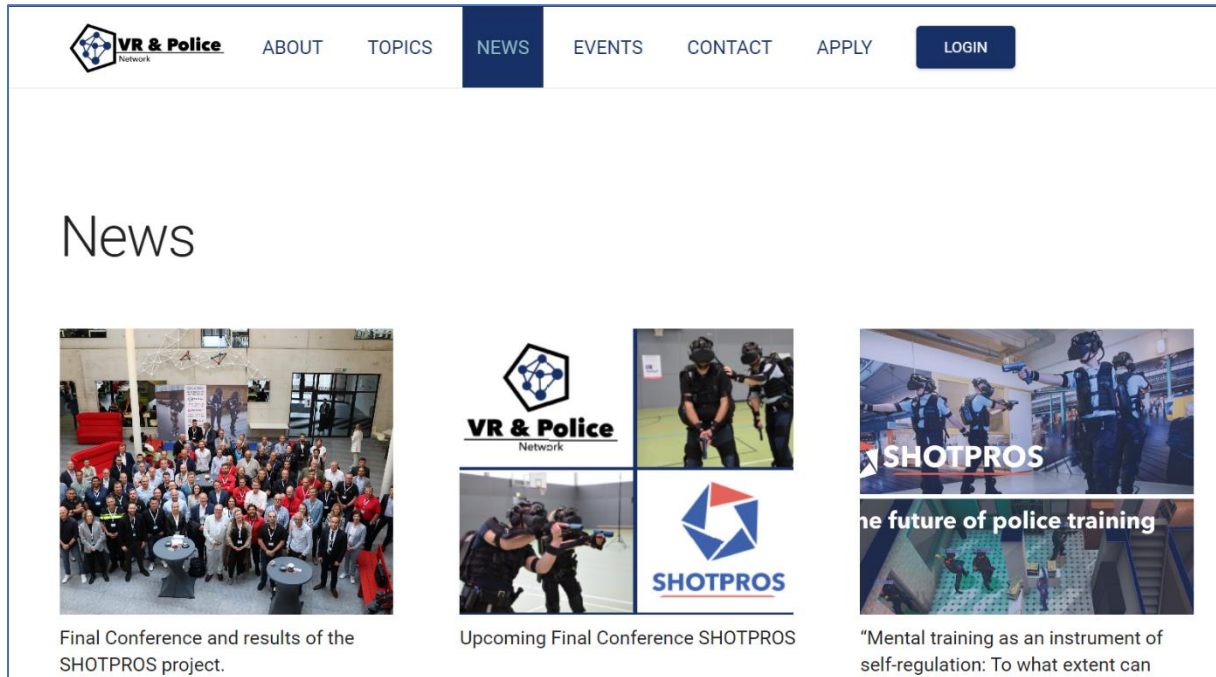 VR & Police
Network
ABOUT
TOPICS
NEWS
EVENTS
CONTACT
APPLY
LOGIN
News
VR & Police
Network
SHOTPROS
SHOTPROS
he future of police training
Final Conference and results of the
SHOTPROS project.
Upcoming Final Conference SHOTPROS
“Mental training as an instrument of
self-regulation: To what extent can